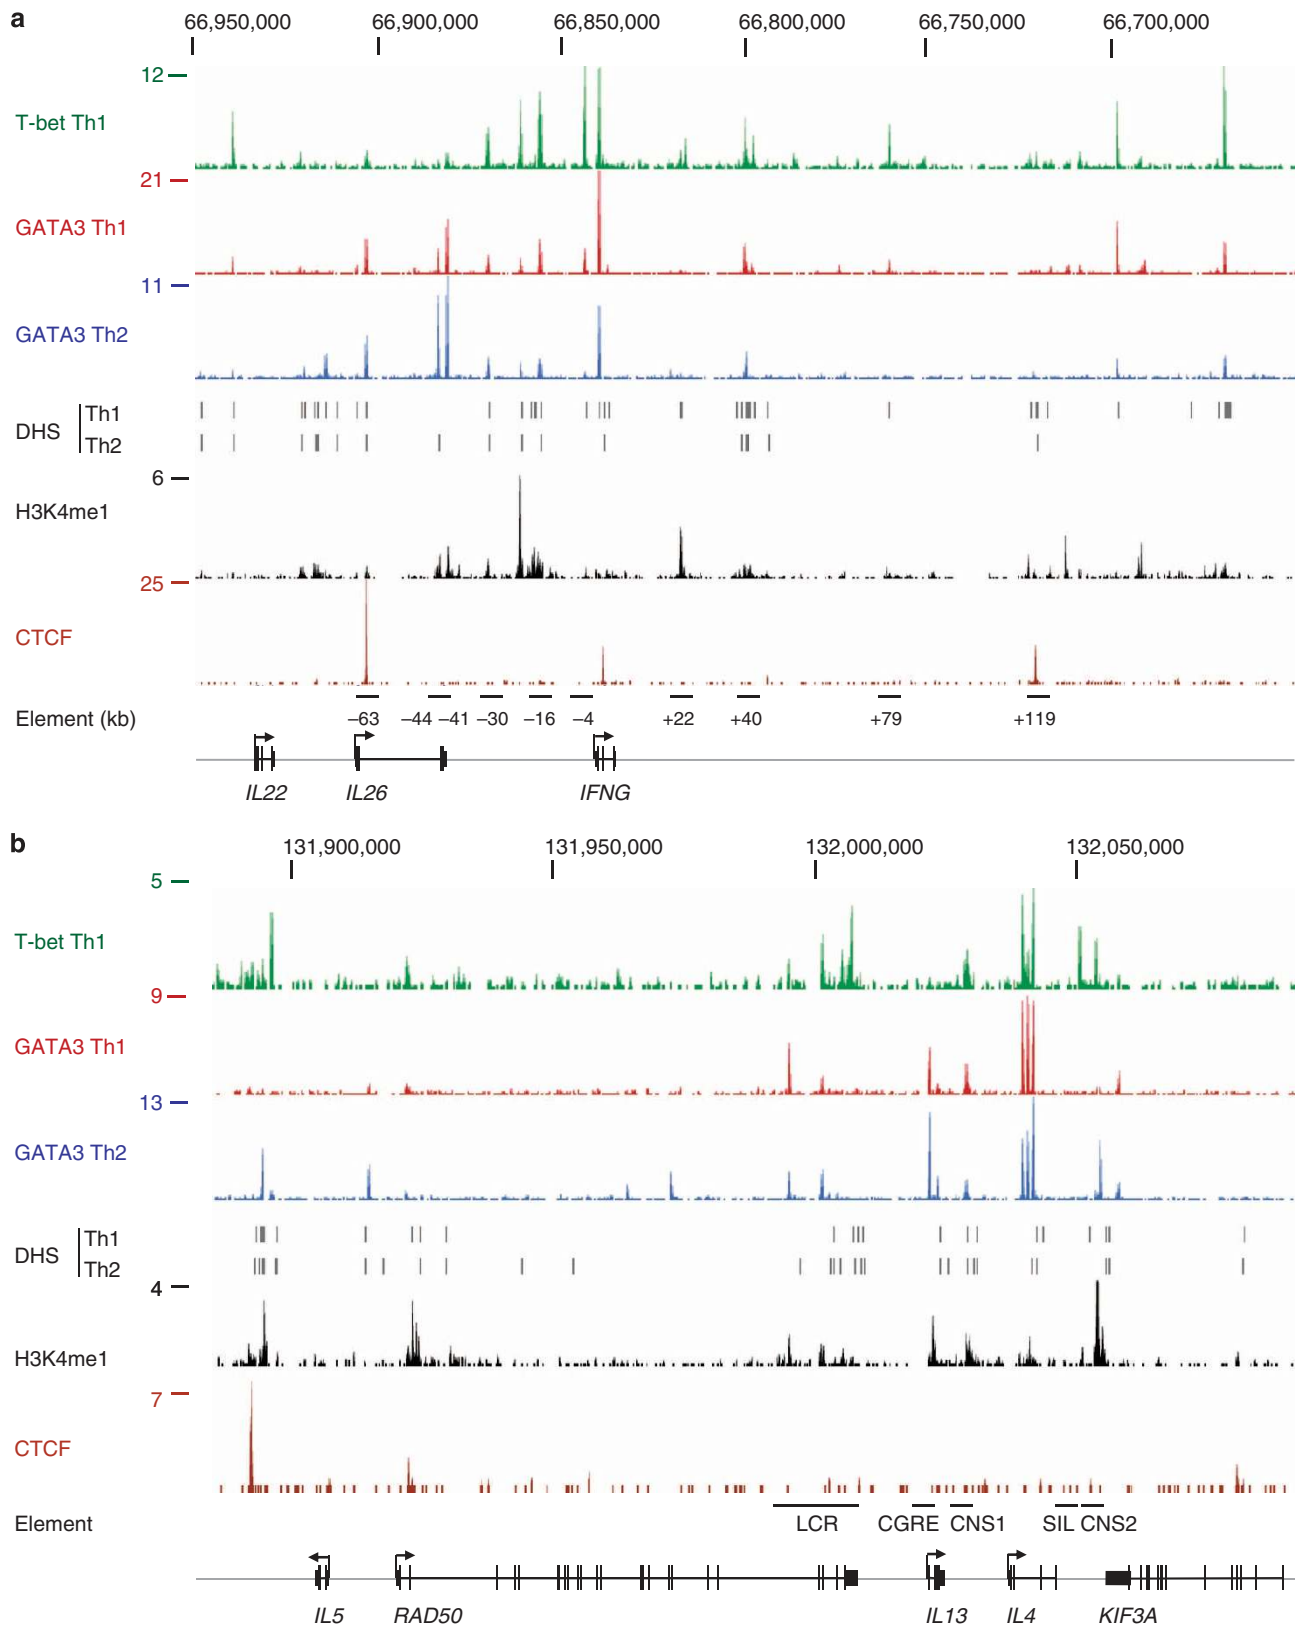 a
66,950,000 66,900,000 66,850,000 66,800,000 66,750,000 66,700,000
12
T-bet Th1
21
GATA3 Th1
11
GATA3 Th2
DHS
Th1
Th2
6
H3K4me1
25
CTCF
Element (kb) –63 –44 –41 –30 –16 –4 +22 +40 +79 +119
IL22 IL26 IFNG
b
131,900,000 131,950,000 132,000,000 132,050,000
5
T-bet Th1
9
GATA3 Th1
13
GATA3 Th2
DHS
Th1
Th2
4
H3K4me1
7
CTCF
Element LCR CGRE CNS1 SIL CNS2
IL5 RAD50 IL13 IL4 KIF3A